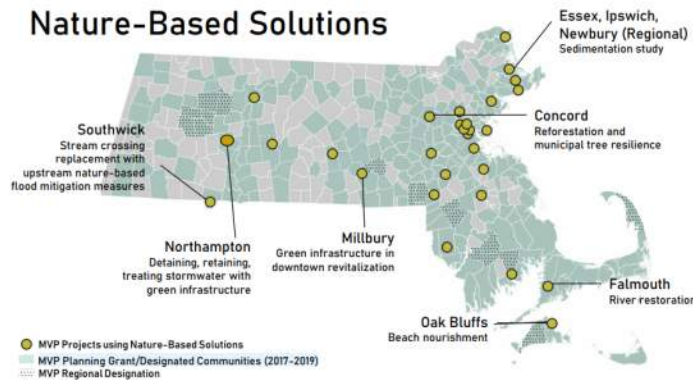 Nature-Based Solutions
Essex, Ipswich,
Newbury (Regional)
Sedimentation study
Concord
Reforestation and
municipal tree resilience
Southwick
Stream crossing
replacement with
upstream nature-based
flood mitigation measures
Northampton
Detaining, retaining,
treating stormwater with
green infrastructure
Millbury
Green infrastructure in
downtown revitalization
Falmouth
River restoration
Oak Bluffs
Beach nourishment
MVP Projects using Nature-Based Solutions
MVP Planning Grant/Designated Communities (2017-2019)
MVP Regional Designation